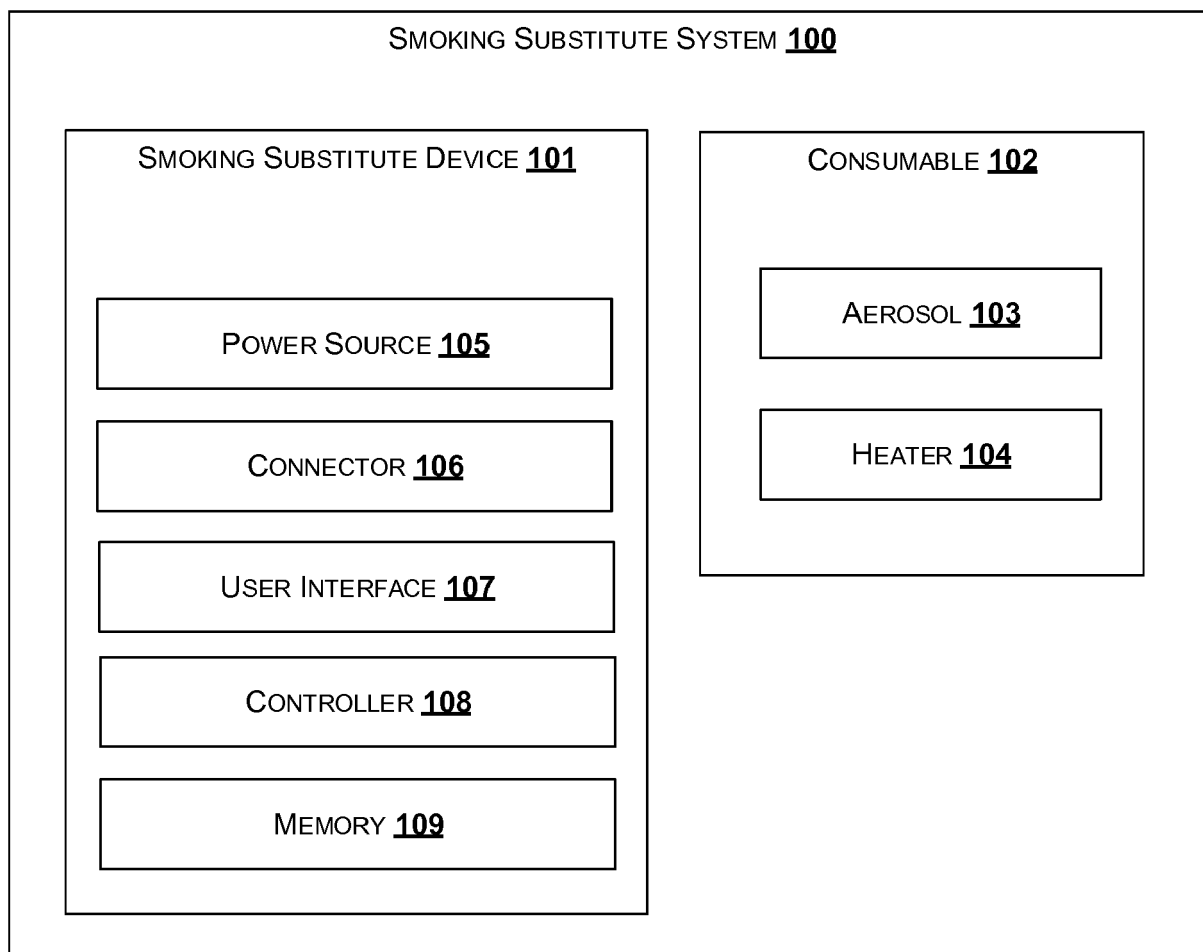 SMOKING SUBSTITUTE SYSTEM 100
SMOKING SUBSTITUTE DEVICE 101
POWER SOURCE 105
CONNECTOR 106
USER INTERFACE 107
CONTROLLER 108
MEMORY 109
CONSUMABLE 102
AEROSOL 103
HEATER 104